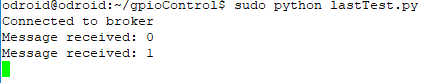 odroid@odroid:~/gpioControl$ sudo python lastTest.py
Connected to broker
Message received: 0
Message received: 1